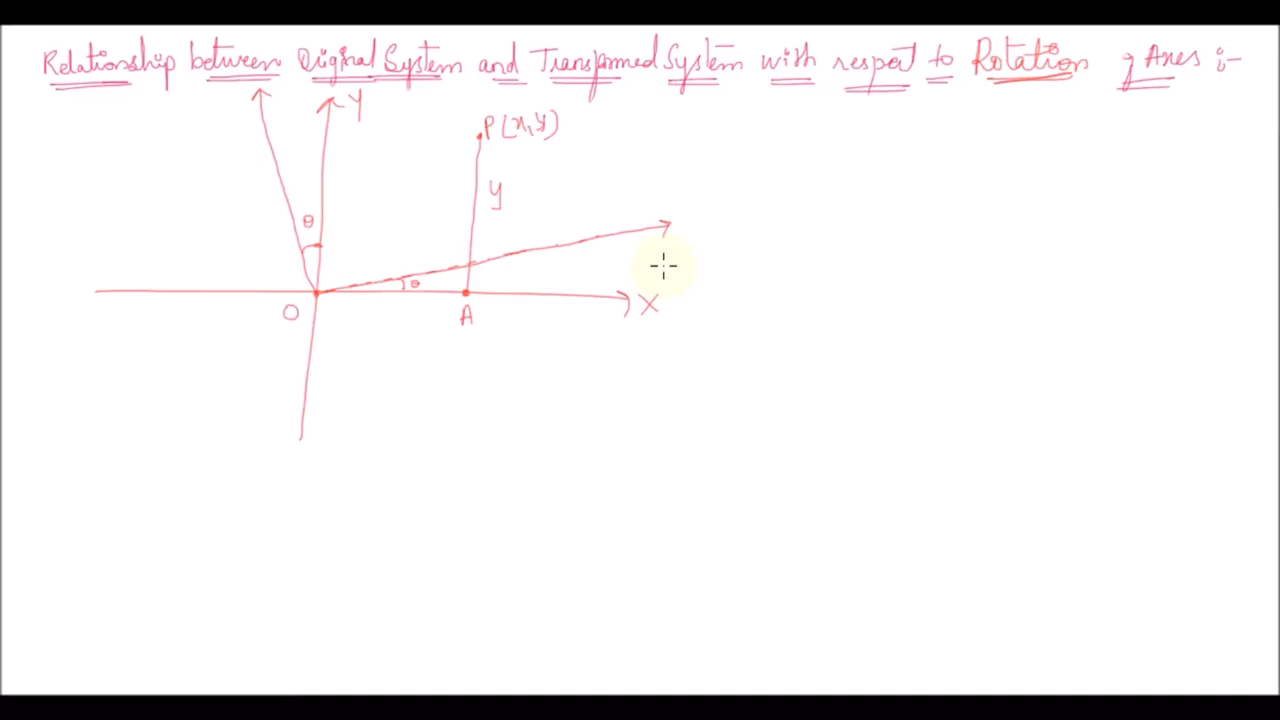 Relationship between Original System and Transformed System with respect to Rotation of Axes :-
Y
P(x,y)
θ
y
θ
O
A
X